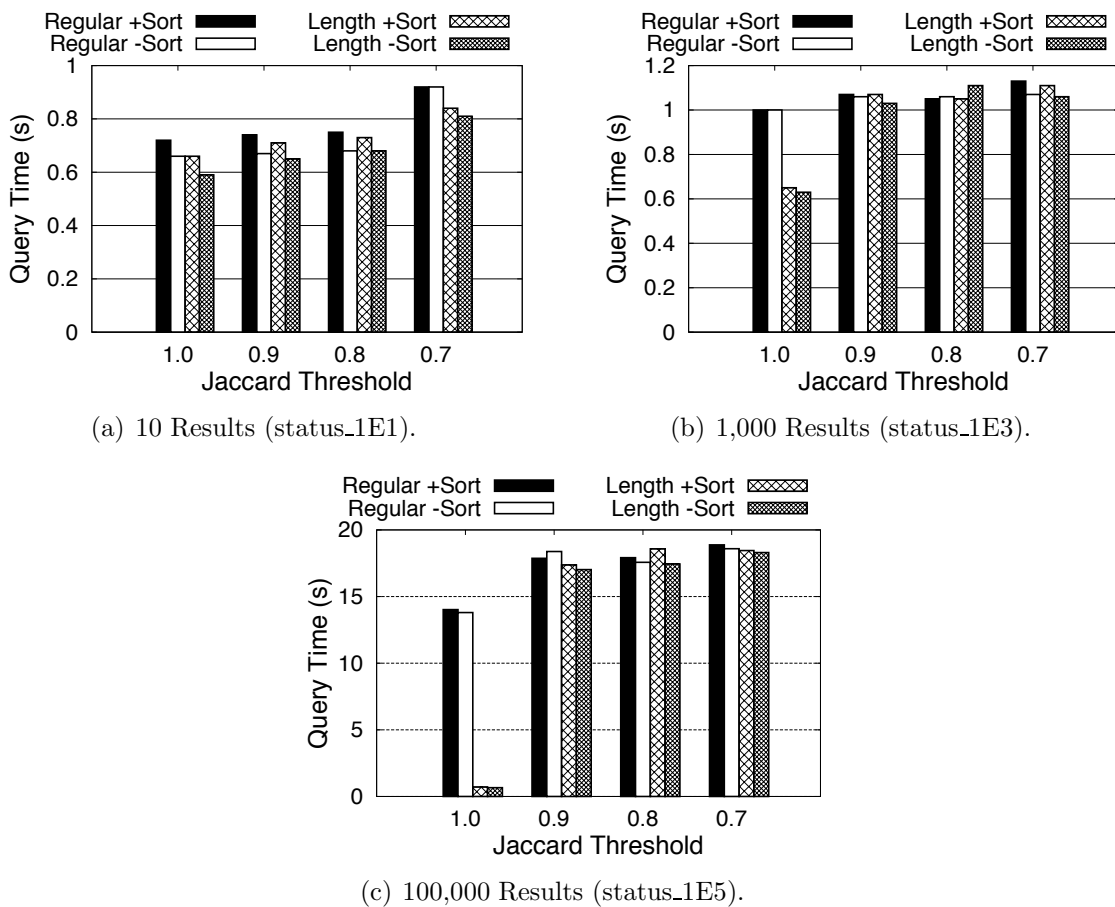 Regular +Sort Length +Sort
Regular -Sort Length -Sort
1
0.8
0.6
0.4
0.2
0
Query Time (s)
1.0 0.9 0.8 0.7
Jaccard Threshold
(a) 10 Results (status_1E1).
Regular +Sort Length +Sort
Regular -Sort Length -Sort
1.2
1
0.8
0.6
0.4
0.2
0
Query Time (s)
1.0 0.9 0.8 0.7
Jaccard Threshold
(b) 1,000 Results (status_1E3).
Regular +Sort Length +Sort
Regular -Sort Length -Sort
20
15
10
5
0
Query Time (s)
1.0 0.9 0.8 0.7
Jaccard Threshold
(c) 100,000 Results (status_1E5).